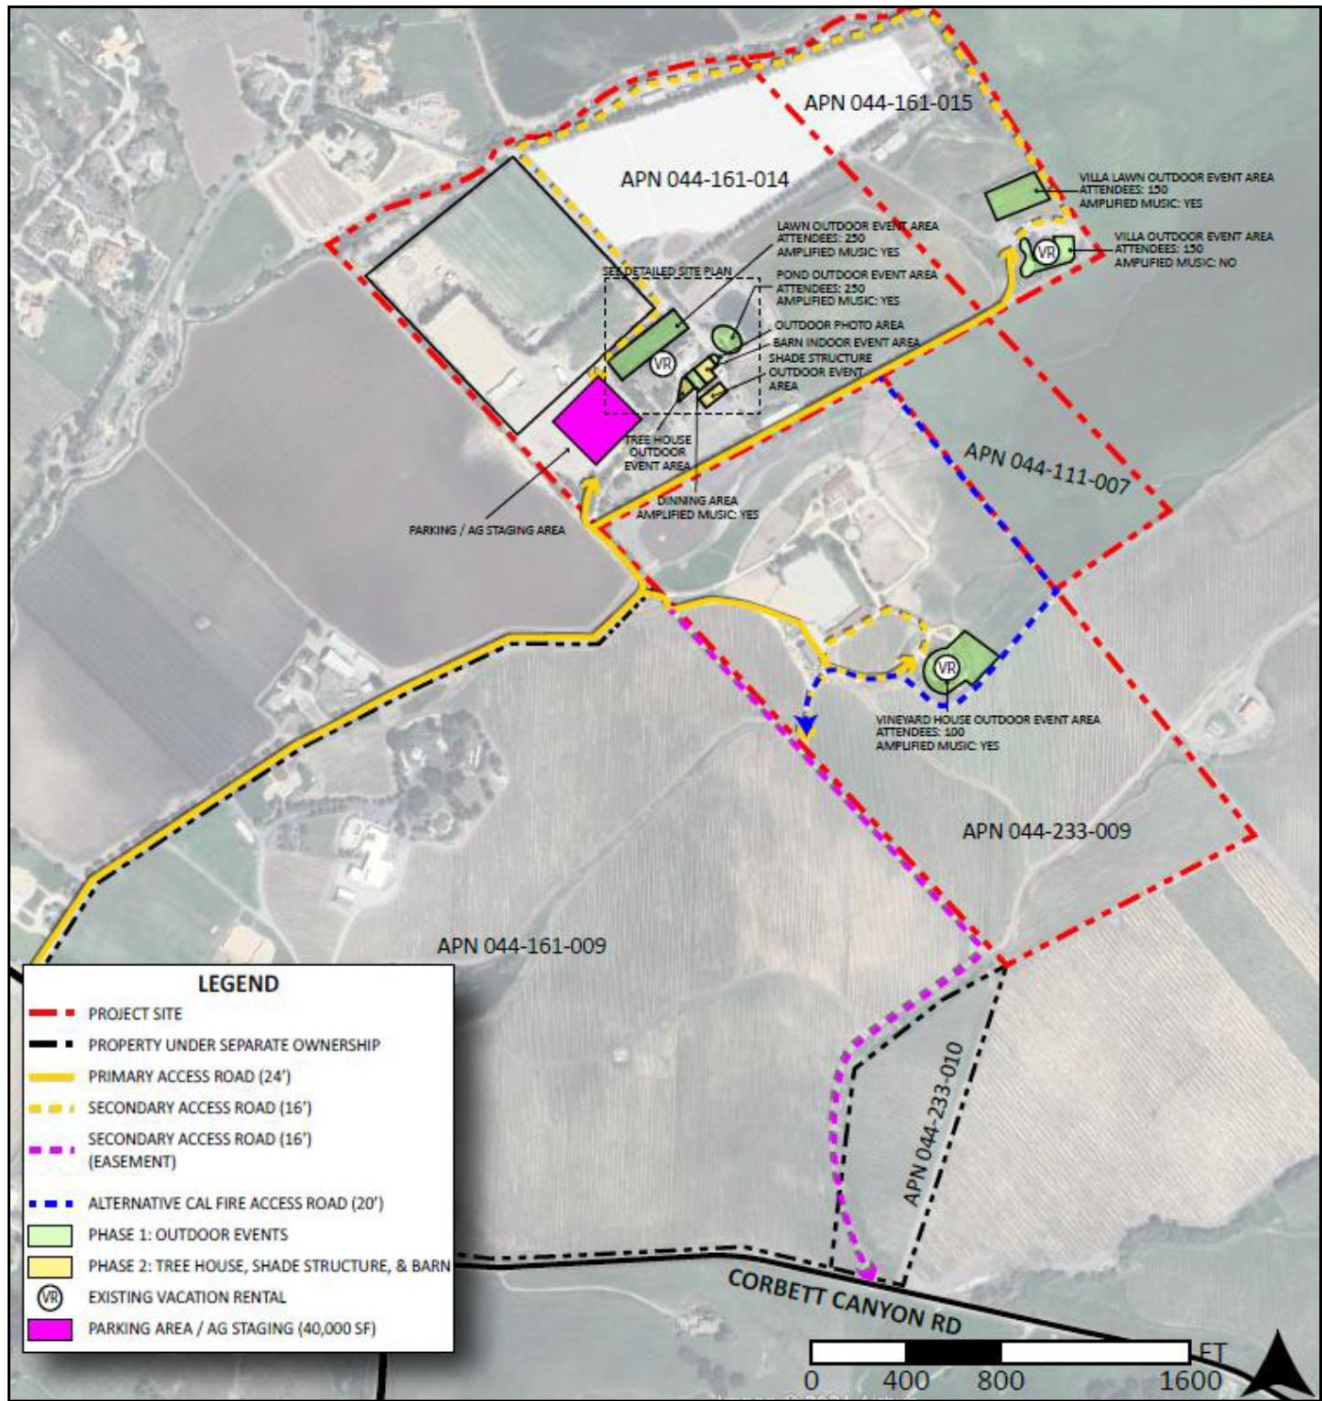 APN 044-161-015
APN 044-161-014
VILLA LAWN OUTDOOR EVENT AREA
ATTENDEES: 150
AMPLIFIED MUSIC: YES
LAWN OUTDOOR EVENT AREA
ATTENDEES: 250
AMPLIFIED MUSIC: YES
VILLA OUTDOOR EVENT AREA
ATTENDEES: 150
AMPLIFIED MUSIC: NO
VR
SEE DETAILED SITE PLAN
POND OUTDOOR EVENT AREA
ATTENDEES: 250
AMPLIFIED MUSIC: YES
OUTDOOR PHOTO AREA
BARN INDOOR EVENT AREA
SHADE STRUCTURE
OUTDOOR EVENT
AREA
VR
TREE HOUSE
OUTDOOR
EVENT AREA
APN 044-111-007
DINNING AREA
AMPLIFIED MUSIC: YES
PARKING / AG STAGING AREA
VR
VINEYARD HOUSE OUTDOOR EVENT AREA
ATTENDEES: 100
AMPLIFIED MUSIC: YES
APN 044-233-009
APN 044-161-009
APN 044-233-010
LEGEND
PROJECT SITE
PROPERTY UNDER SEPARATE OWNERSHIP
PRIMARY ACCESS ROAD (24')
SECONDARY ACCESS ROAD (16')
SECONDARY ACCESS ROAD (16')
(EASEMENT)
ALTERNATIVE CAL FIRE ACCESS ROAD (20')
PHASE 1: OUTDOOR EVENTS
PHASE 2: TREE HOUSE, SHADE STRUCTURE, & BARN
VR EXISTING VACATION RENTAL
PARKING AREA / AG STAGING (40,000 SF)
CORBETT CANYON RD
FT
0 400 800 1600